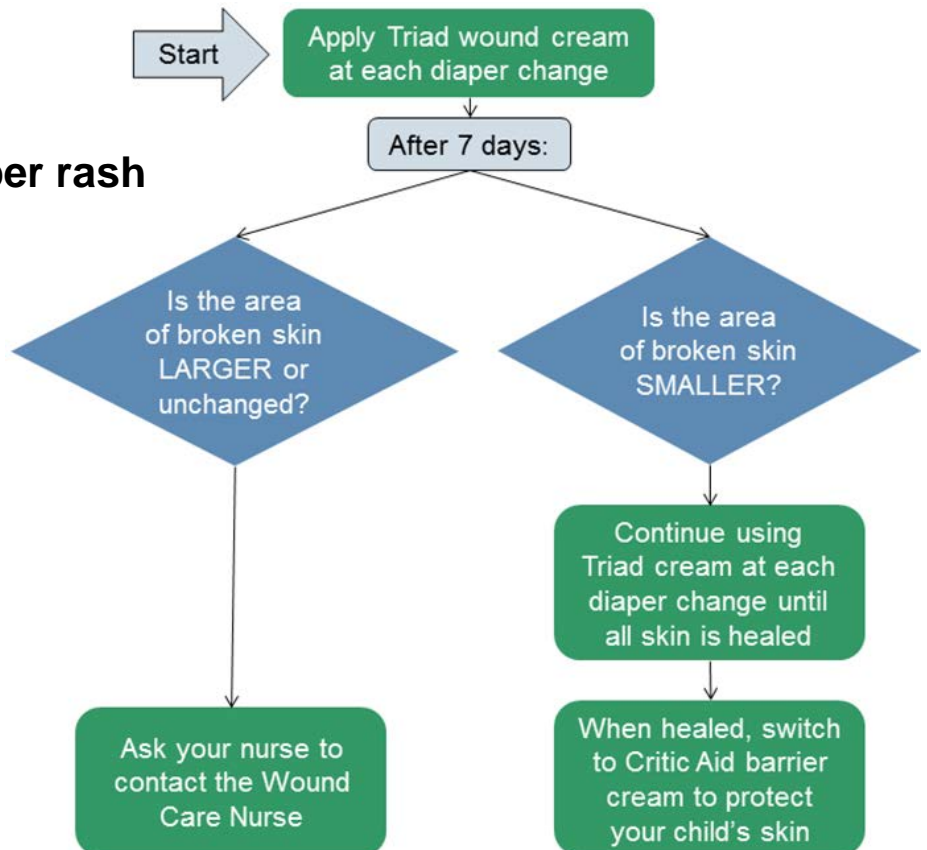 Start
Apply Triad wound cream
at each diaper change
After 7 days:
rash
Is the area
of broken skin
LARGER or
unchanged?
Is the area
of broken skin
SMALLER?
Continue using
Triad cream at each
diaper change until
all skin is healed
Ask your nurse to
contact the Wound
Care Nurse
When healed, switch
to Critic Aid barrier
cream to protect
your child's skin